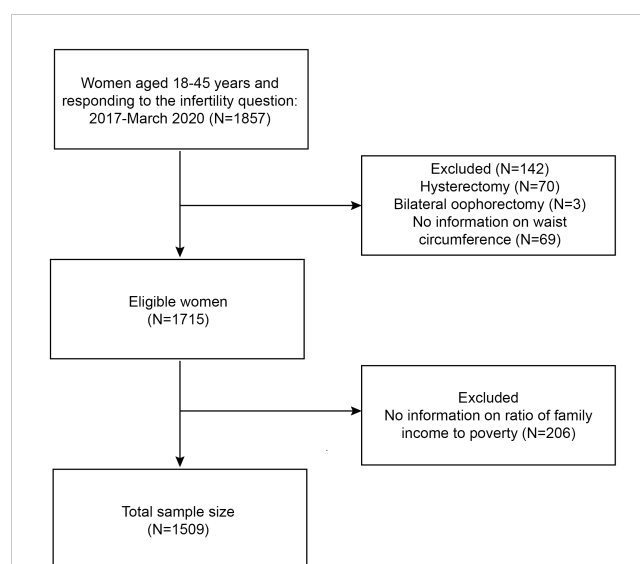 Women aged 18-45 years and
responding to the infertility question:
2017-March 2020 (N=1857)
Excluded (N=142)
Hysterectomy (N=70)
Bilateral oophorectomy (N=3)
No information on waist
circumference (N=69)
Eligible women
(N=1715)
Excluded
No information on ratio of family
income to poverty (N=206)
Total sample size
(N=1509)